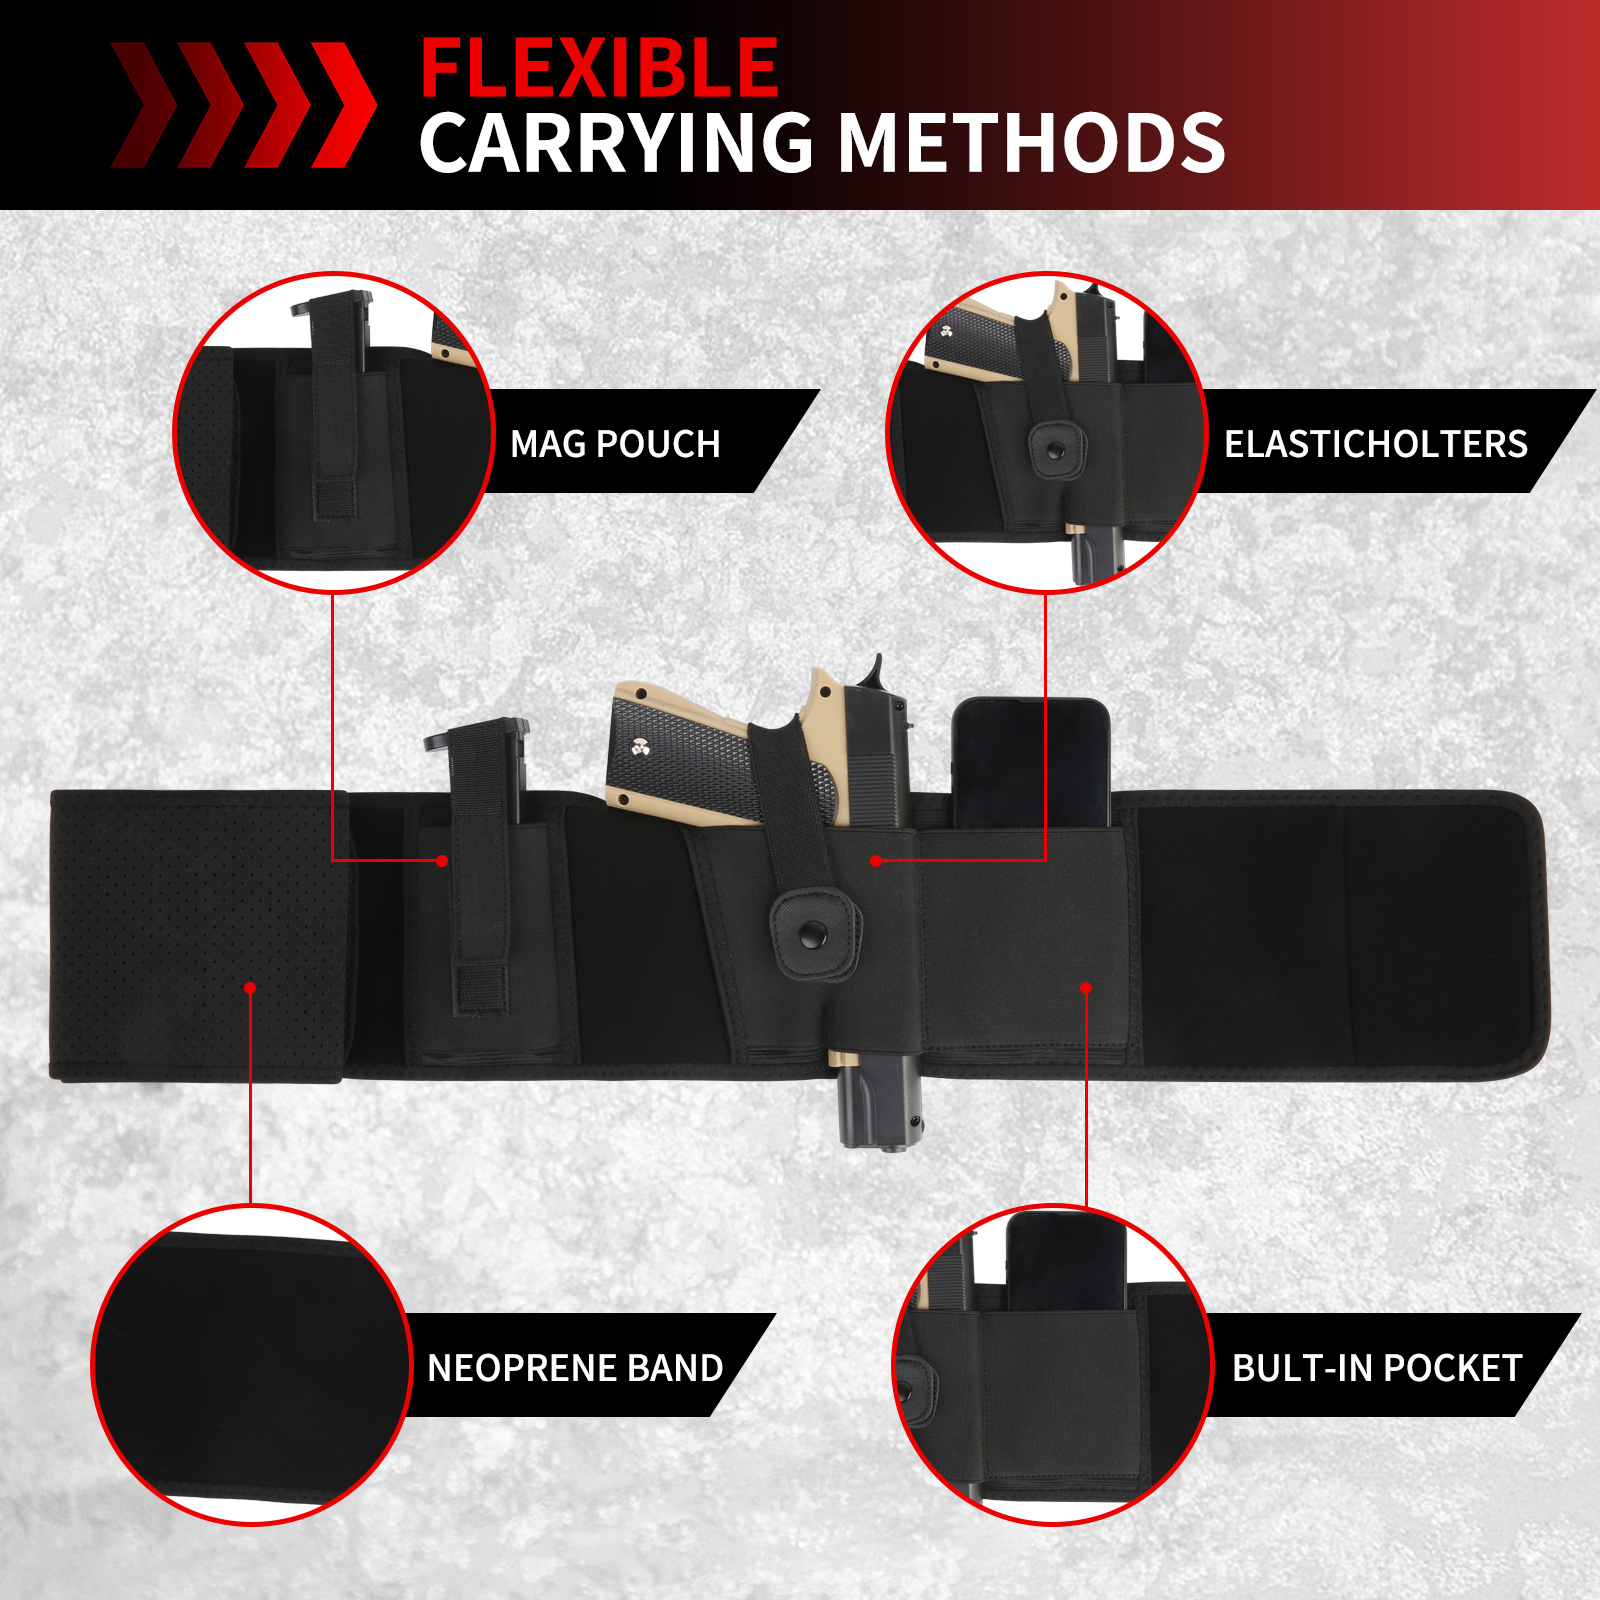 FLEXIBLE
CARRYING METHODS
MAG POUCH
ELASTICHOLTERS
NEOPRENE BAND
BULT-IN POCKET